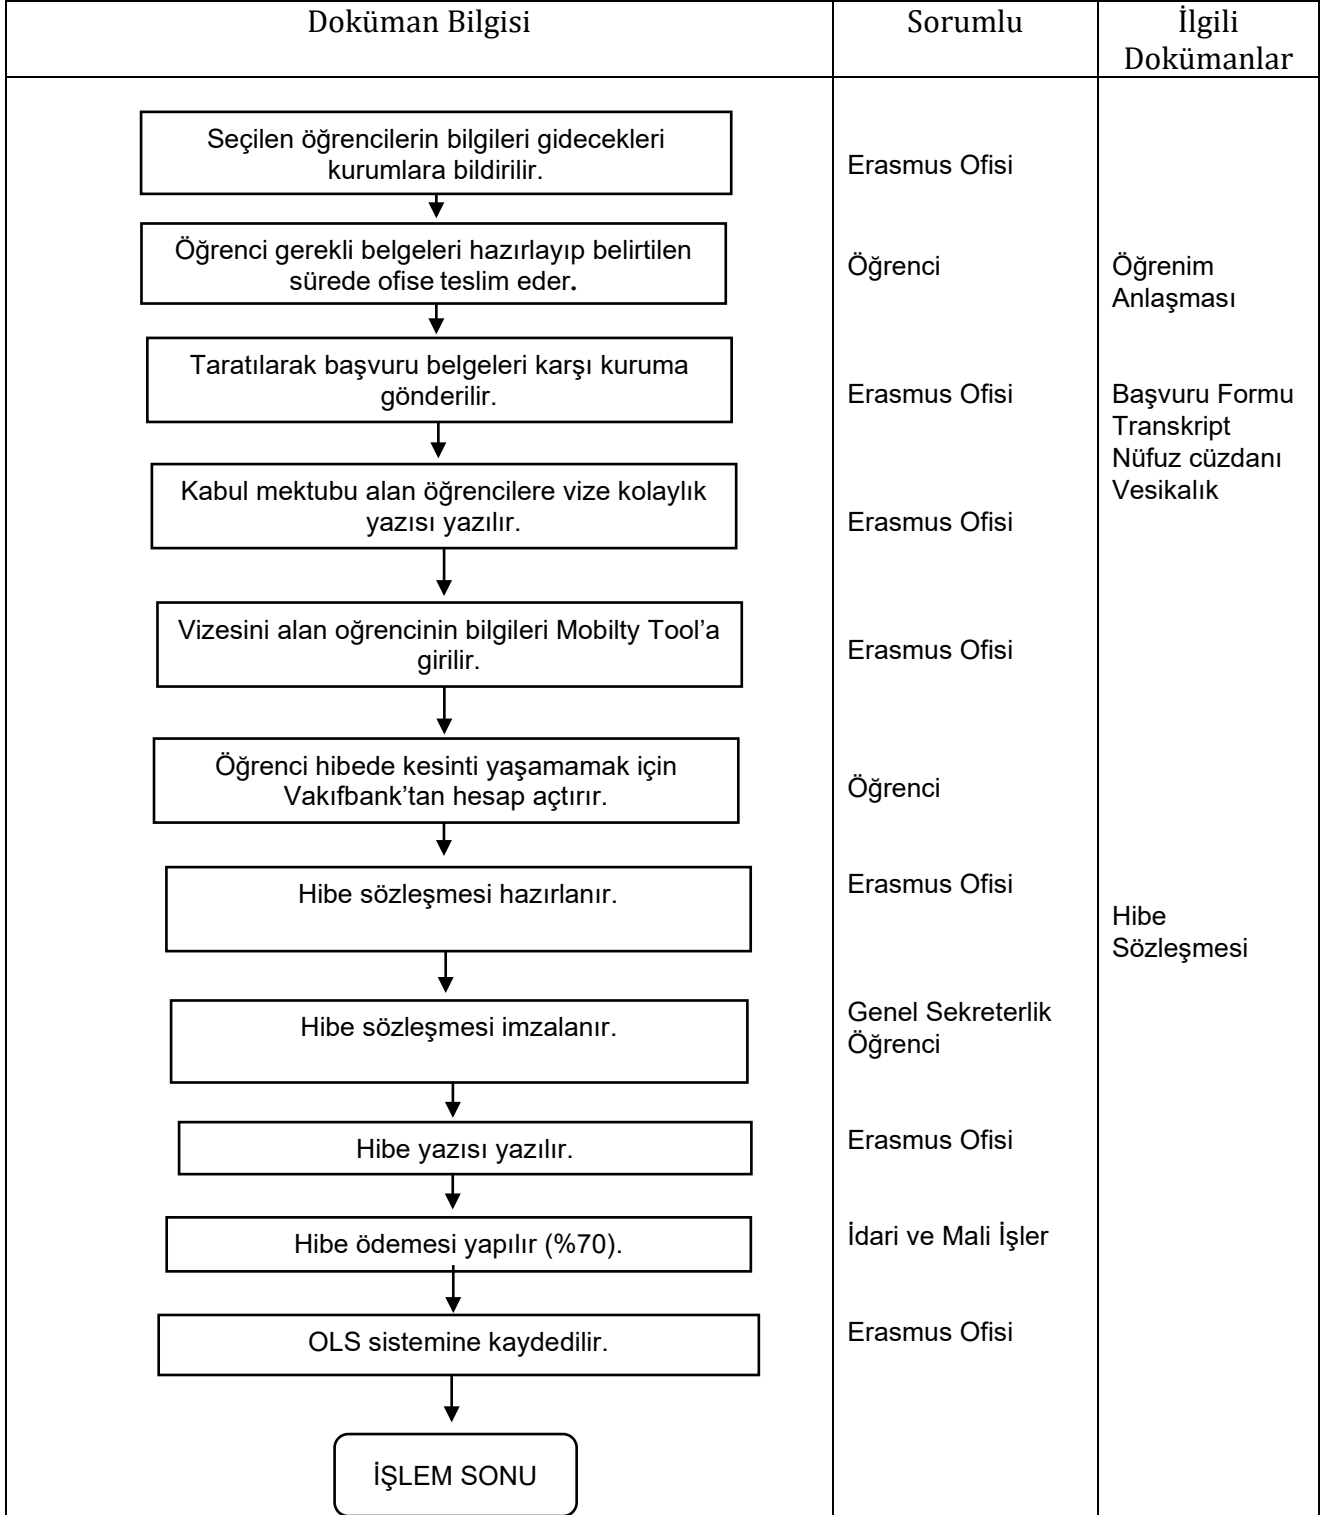 Doküman Bilgisi
Sorumlu
İlgili
Dokümanlar
Seçilen öğrencilerin bilgileri gidecekleri
kurumlara bildirilir.
Erasmus Ofisi
Öğrenci gerekli belgeleri hazırlayıp belirtilen
sürede ofise teslim eder.
Öğrenci
Öğrenim
Anlaşması
Taratılarak başvuru belgeleri karşı kuruma
gönderilir.
Erasmus Ofisi
Başvuru Formu
Transkript
Nüfuz cüzdanı
Vesikalık
Kabul mektubu alan öğrencilere vize kolaylık
yazısı yazılır.
Erasmus Ofisi
Vizesini alan oğrencinin bilgileri Mobilty Tool’a
girilir.
Erasmus Ofisi
Öğrenci hibede kesinti yaşamamak için
Vakıfbank’tan hesap açtırır.
Öğrenci
Hibe sözleşmesi hazırlanır.
Erasmus Ofisi
Hibe
Sözleşmesi
Hibe sözleşmesi imzalanır.
Genel Sekreterlik
Öğrenci
Hibe yazısı yazılır.
Erasmus Ofisi
Hibe ödemesi yapılır (%70).
İdari ve Mali İşler
OLS sistemine kaydedilir.
Erasmus Ofisi
İŞLEM SONU